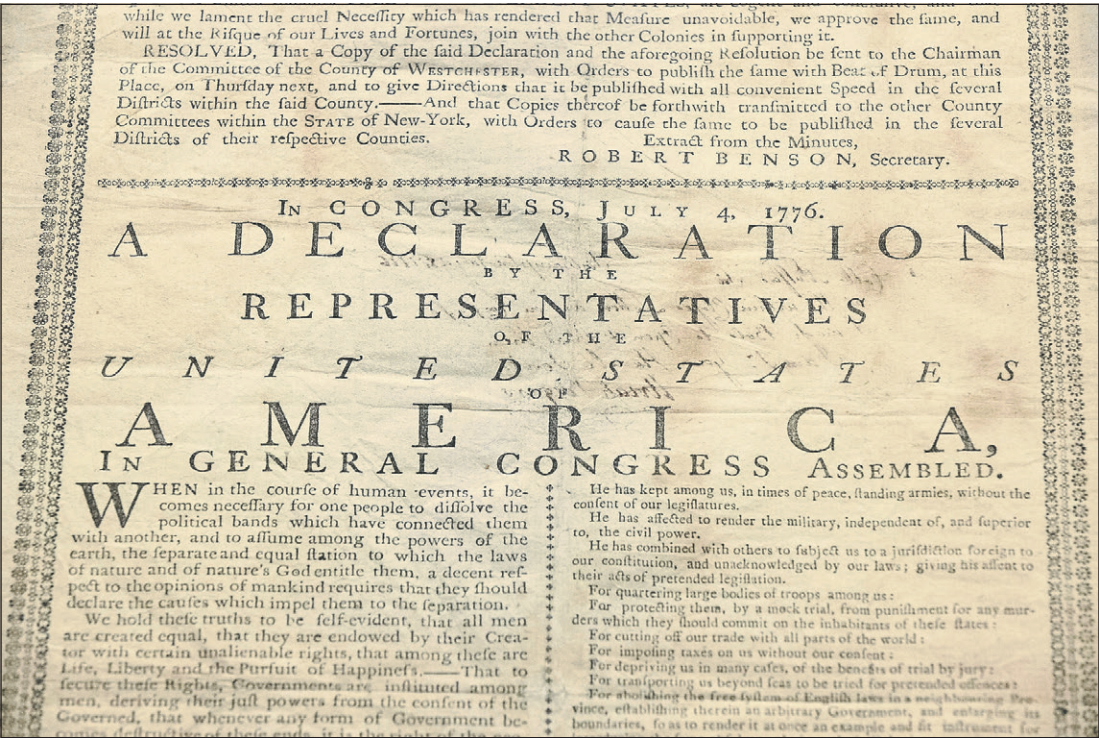 while we lament the cruel Neceſſity which has rendered that Meaſure unavoidable, we approve the ſame, and
will at the Riſque of our Lives and Fortunes, join with the other Colonies in ſupporting it.
RESOLVED, That a Copy of the ſaid Declaration and the aforegoing Reſolution be ſent to the Chairman
of the Committee of the County of WESTCHESTER, with Orders to publiſh the ſame with Beat of Drum, at this
Place, on Thurſday next, and to give Directions that it be publiſhed with all convenient Speed in the ſeveral
Diſtricts within the ſaid County.——And that Copies thereof be forthwith tranſmitted to the other County
Committees within the STATE of New-York, with Orders to cauſe the ſame to be publiſhed in the ſeveral
Diſtricts of their reſpective Counties. Extract from the Minutes,
ROBERT BENSON, Secretary.
IN CONGRESS, JULY 4, 1776.
A DECLARATION
BY THE
REPRESENTATIVES
OF THE
UNITED STATES
OF
AMERICA,
IN GENERAL CONGRESS ASSEMBLED.
WHEN in the courſe of human events, it be-
comes neceſſary for one people to diſſolve the
political bands which have connected them
with another, and to aſſume among the powers of the
earth, the ſeparate and equal ſtation to which the laws
of nature and of nature's God entitle them, a decent reſ-
pect to the opinions of mankind requires that they ſhould
declare the cauſes which impel them to the ſeparation.
We hold theſe truths to be ſelf-evident, that all men
are created equal, that they are endowed by their Crea-
tor with certain unalienable rights, that among theſe are
Life, Liberty and the Purſuit of Happineſs.——That to
ſecure theſe Rights, Governments are inſtituted among
men, deriving their juſt powers from the conſent of the
Governed, that whenever any form of Government be-
comes deſtructive of theſe ends, it is the right of the
He has kept among us, in times of peace, ſtanding armies, without the
conſent of our legiſlatures.
He has affected to render the military, independent of, and ſuperior
to, the civil power.
He has combined with others to ſubject us to a juriſdiction foreign to
our conſtitution, and unacknowledged by our laws; giving his aſſent to
their acts of pretended legiſlation.
For quartering large bodies of troops among us:
For protecting them, by a mock trial, from puniſhment for any mur-
ders which they ſhould commit on the inhabitants of theſe ſtates:
For cutting off our trade with all parts of the world:
For impoſing taxes on us without our conſent:
For depriving us in many caſes, of the benefits of trial by jury:
For tranſporting us beyond ſeas to be tried for pretended offences:
For aboliſhing the free ſyſtem of Engliſh laws in a neighbouring Pro-
vince, eſtabliſhing therein an arbitrary Government, and enlarging its
boundaries, ſo as to render it at once an example and fit inſtrument for